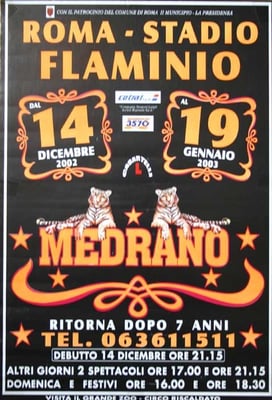 CON IL PATROCINIO DEL COMUNE DI ROMA II MUNICIPIO - LA PRESIDENZA
ROMA - STADIO
FLAMINIO
DAL
14
DICEMBRE
2002
3570
AL
19
GENNAIO
2003
MEDRANO
RITORNA DOPO 7 ANNI
TEL. 063611513
DEBUTTO 14 DICEMBRE ORE 21.15
ALTRI GIORNI 2 SPETTACOLI ORE 17.00 E ORE 21.15
DOMENICA E FESTIVI ORE 16.00 E ORE 18.30
VISITA IL GRANDE ZOO - CIRCO RISCALDATO